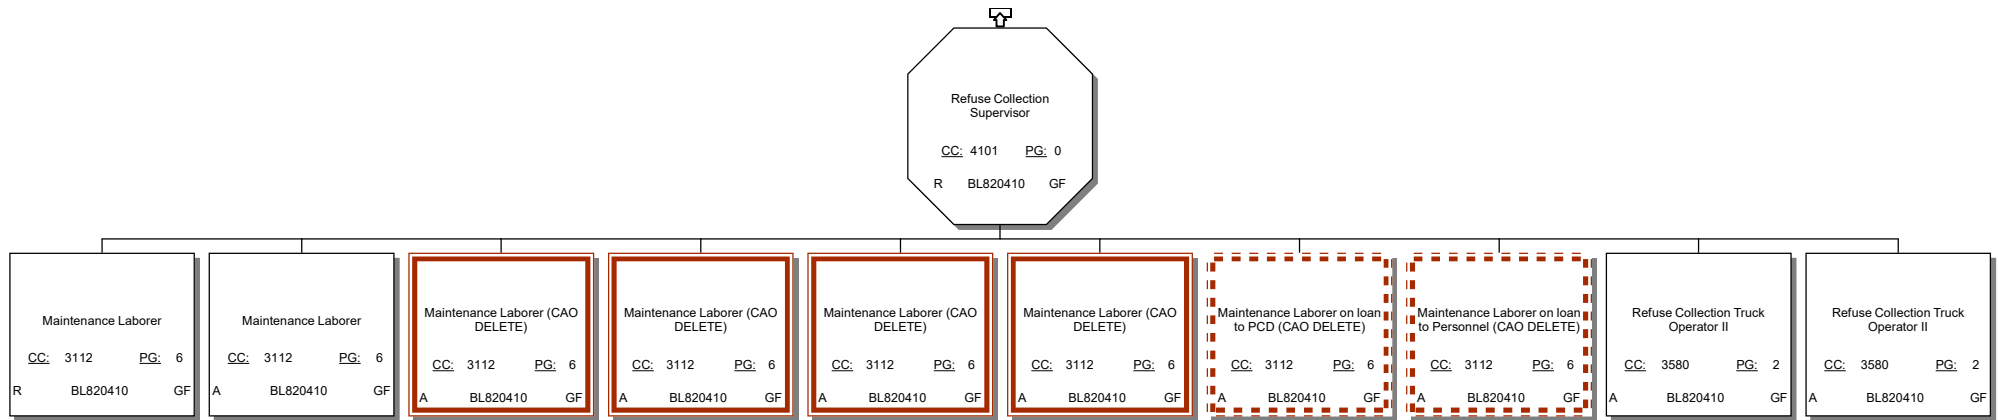 Refuse Collection
Supervisor
CC: 4101 PG: 0
R BL820410 GF
Maintenance Laborer
CC: 3112 PG: 6
R BL820410 GF
Maintenance Laborer
CC: 3112 PG: 6
A BL820410 GF
Maintenance Laborer (CAO
DELETE)
CC: 3112 PG: 6
A BL820410 GF
Maintenance Laborer (CAO
DELETE)
CC: 3112 PG: 6
A BL820410 GF
Maintenance Laborer (CAO
DELETE)
CC: 3112 PG: 6
A BL820410 GF
Maintenance Laborer (CAO
DELETE)
CC: 3112 PG: 6
A BL820410 GF
Maintenance Laborer on loan
to PCD (CAO DELETE)
CC: 3112 PG: 6
A BL820410 GF
Maintenance Laborer on loan
to Personnel (CAO DELETE)
CC: 3112 PG: 6
A BL820410 GF
Refuse Collection Truck
Operator II
CC: 3580 PG: 2
A BL820410 GF
Refuse Collection Truck
Operator II
CC: 3580 PG: 2
A BL820410 GF